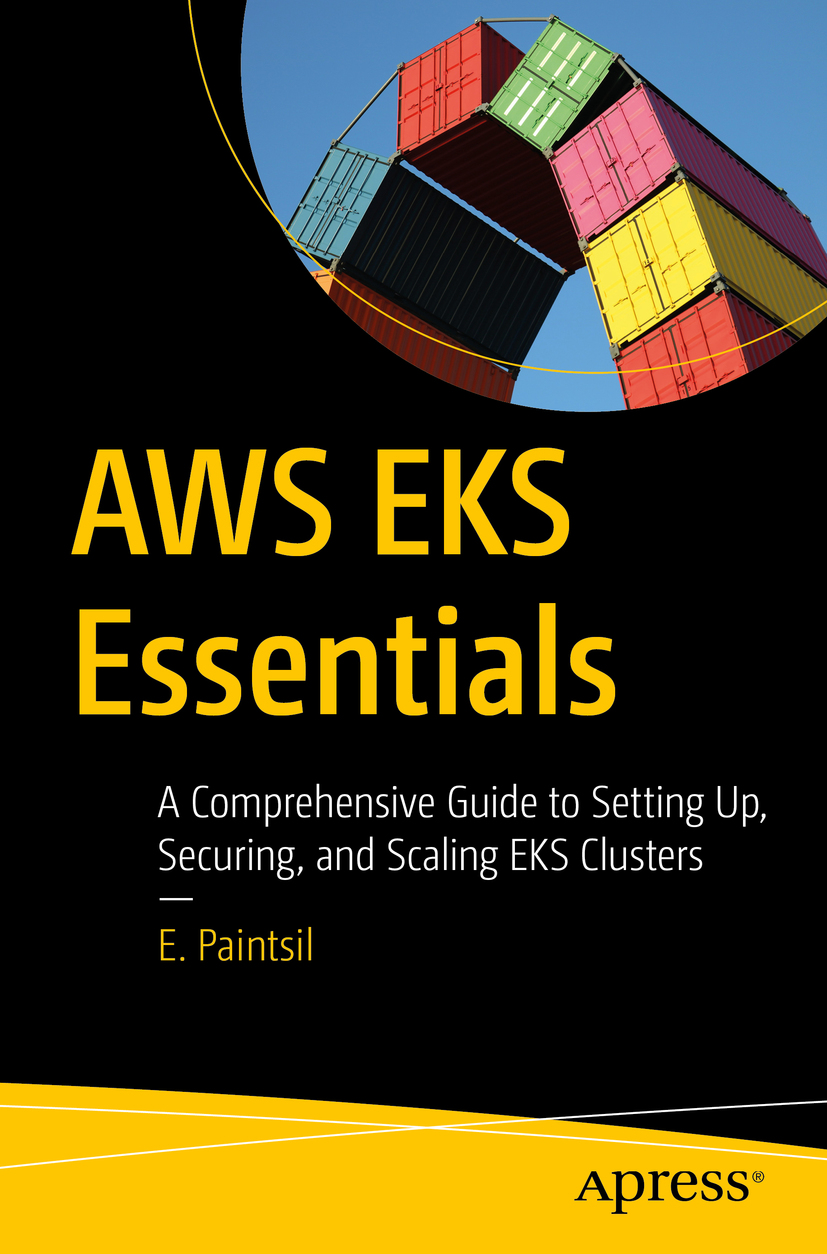 AWS EKS
Essentials
A Comprehensive Guide to Setting Up,
Securing, and Scaling EKS Clusters
—
E. Paintsil
Apress®